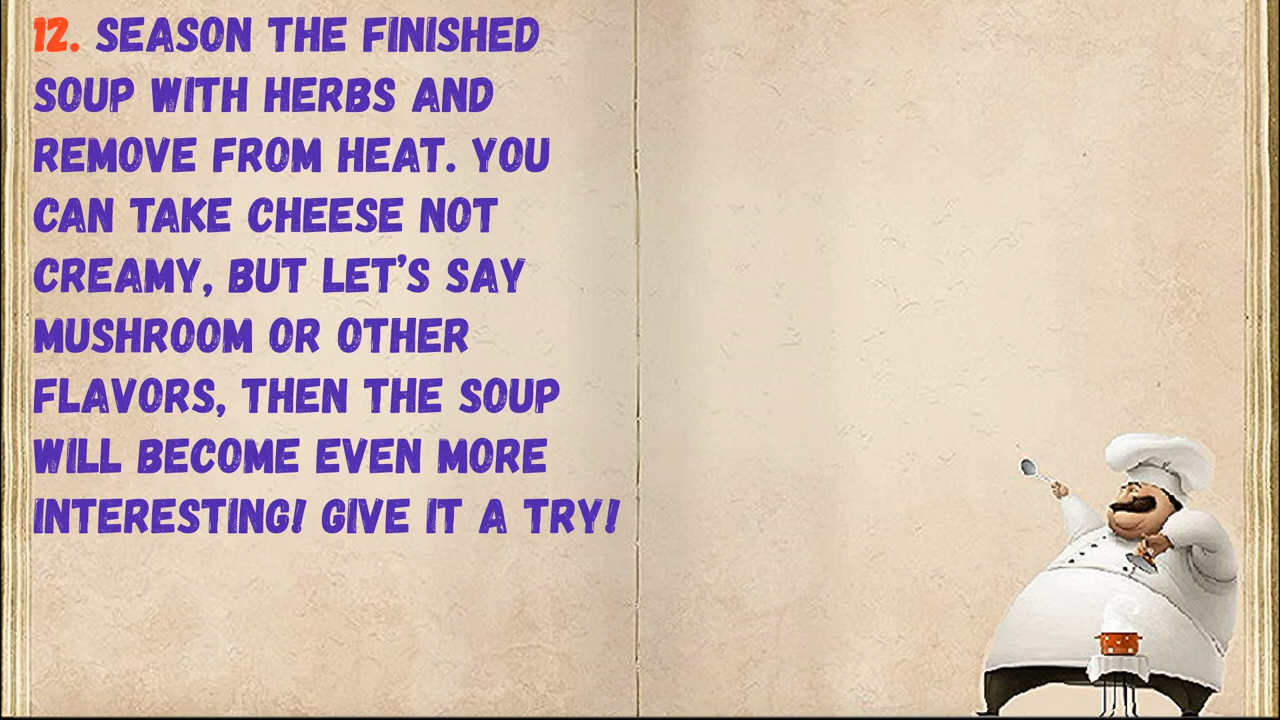 12. SEASON THE FINISHED
SOUP WITH HERBS AND
REMOVE FROM HEAT. YOU
CAN TAKE CHEESE NOT
CREAMY, BUT LET'S SAY
MUSHROOM OR OTHER
FLAVORS, THEN THE SOUP
WILL BECOME EVEN MORE
INTERESTING! GIVE IT A TRY!